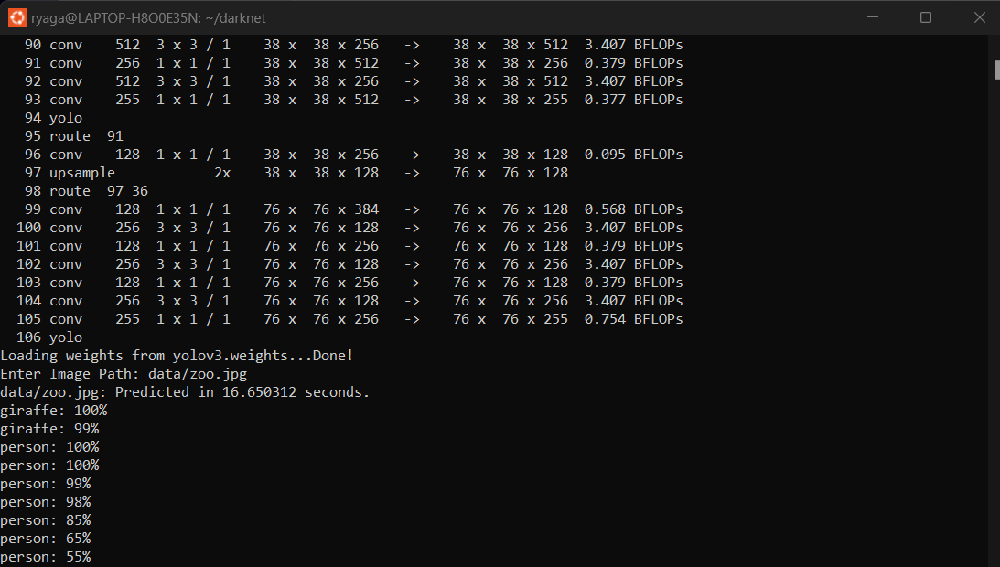 ryaga@LAPTOP-H8O0E35N: ~/darknet
90 conv    512  3 x 3 / 1    38 x  38 x 256   ->    38 x  38 x 512  3.407 BFLOPs
91 conv    256  1 x 1 / 1    38 x  38 x 512   ->    38 x  38 x 256  0.379 BFLOPs
92 conv    512  3 x 3 / 1    38 x  38 x 256   ->    38 x  38 x 512  3.407 BFLOPs
93 conv    255  1 x 1 / 1    38 x  38 x 512   ->    38 x  38 x 255  0.377 BFLOPs
94 yolo
95 route  91
96 conv    128  1 x 1 / 1    38 x  38 x 256   ->    38 x  38 x 128  0.095 BFLOPs
97 upsample            2x    38 x  38 x 128   ->    76 x  76 x 128
98 route  97 36
99 conv    128  1 x 1 / 1    76 x  76 x 384   ->    76 x  76 x 128  0.568 BFLOPs
100 conv    256  3 x 3 / 1    76 x  76 x 128   ->    76 x  76 x 256  3.407 BFLOPs
101 conv    128  1 x 1 / 1    76 x  76 x 256   ->    76 x  76 x 128  0.379 BFLOPs
102 conv    256  3 x 3 / 1    76 x  76 x 128   ->    76 x  76 x 256  3.407 BFLOPs
103 conv    128  1 x 1 / 1    76 x  76 x 256   ->    76 x  76 x 128  0.379 BFLOPs
104 conv    256  3 x 3 / 1    76 x  76 x 128   ->    76 x  76 x 256  3.407 BFLOPs
105 conv    255  1 x 1 / 1    76 x  76 x 256   ->    76 x  76 x 255  0.754 BFLOPs
106 yolo
Loading weights from yolov3.weights...Done!
Enter Image Path: data/zoo.jpg
data/zoo.jpg: Predicted in 16.650312 seconds.
giraffe: 100%
giraffe: 99%
person: 100%
person: 100%
person: 99%
person: 98%
person: 85%
person: 65%
person: 55%